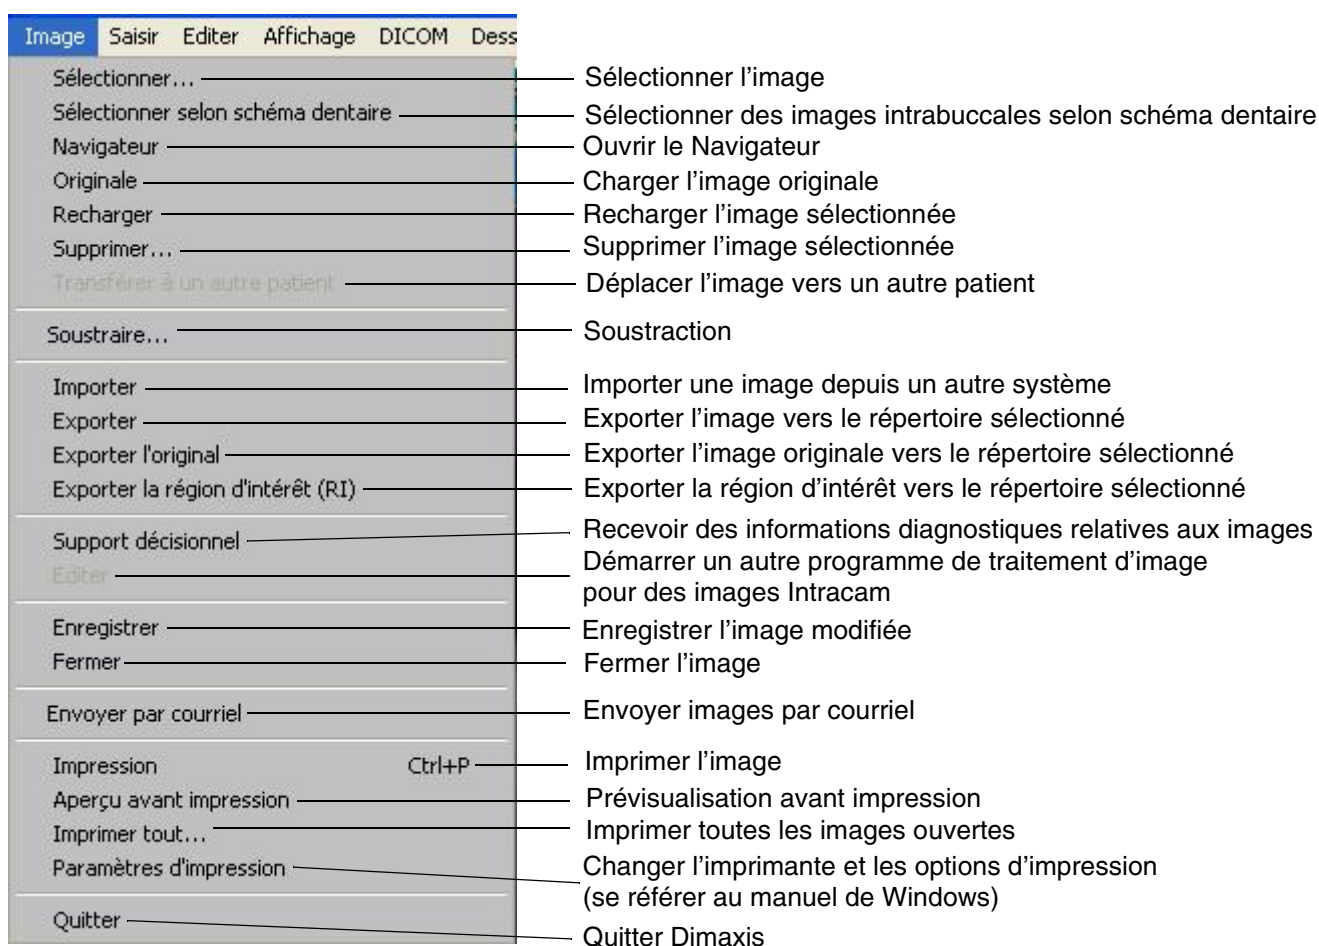 Image Saisir Editer Affichage DICOM Dess
Sélectionner... Sélectionner l’image
Sélectionner selon schéma dentaire Sélectionner des images intrabuccales selon schéma dentaire
Navigateur Ouvrir le Navigateur
Originale Charger l’image originale
Recharger Recharger l’image sélectionnée
Supprimer... Supprimer l’image sélectionnée
Transférer à un autre patient Déplacer l’image vers un autre patient
Soustraire... Soustraction
Importer Importer une image depuis un autre système
Exporter Exporter l’image vers le répertoire sélectionné
Exporter l'original Exporter l’image originale vers le répertoire sélectionné
Exporter la région d'intérêt (RI) Exporter la région d’intérêt vers le répertoire sélectionné
Support décisionnel Recevoir des informations diagnostiques relatives aux images
Editer Démarrer un autre programme de traitement d’image
pour des images Intracam
Enregistrer Enregistrer l’image modifiée
Fermer Fermer l’image
Envoyer par courriel Envoyer images par courriel
Impression Ctrl+P Imprimer l’image
Aperçu avant impression Prévisualisation avant impression
Imprimer tout... Imprimer toutes les images ouvertes
Paramètres d'impression Changer l’imprimante et les options d’impression
(se référer au manuel de Windows)
Quitter Quitter Dimaxis